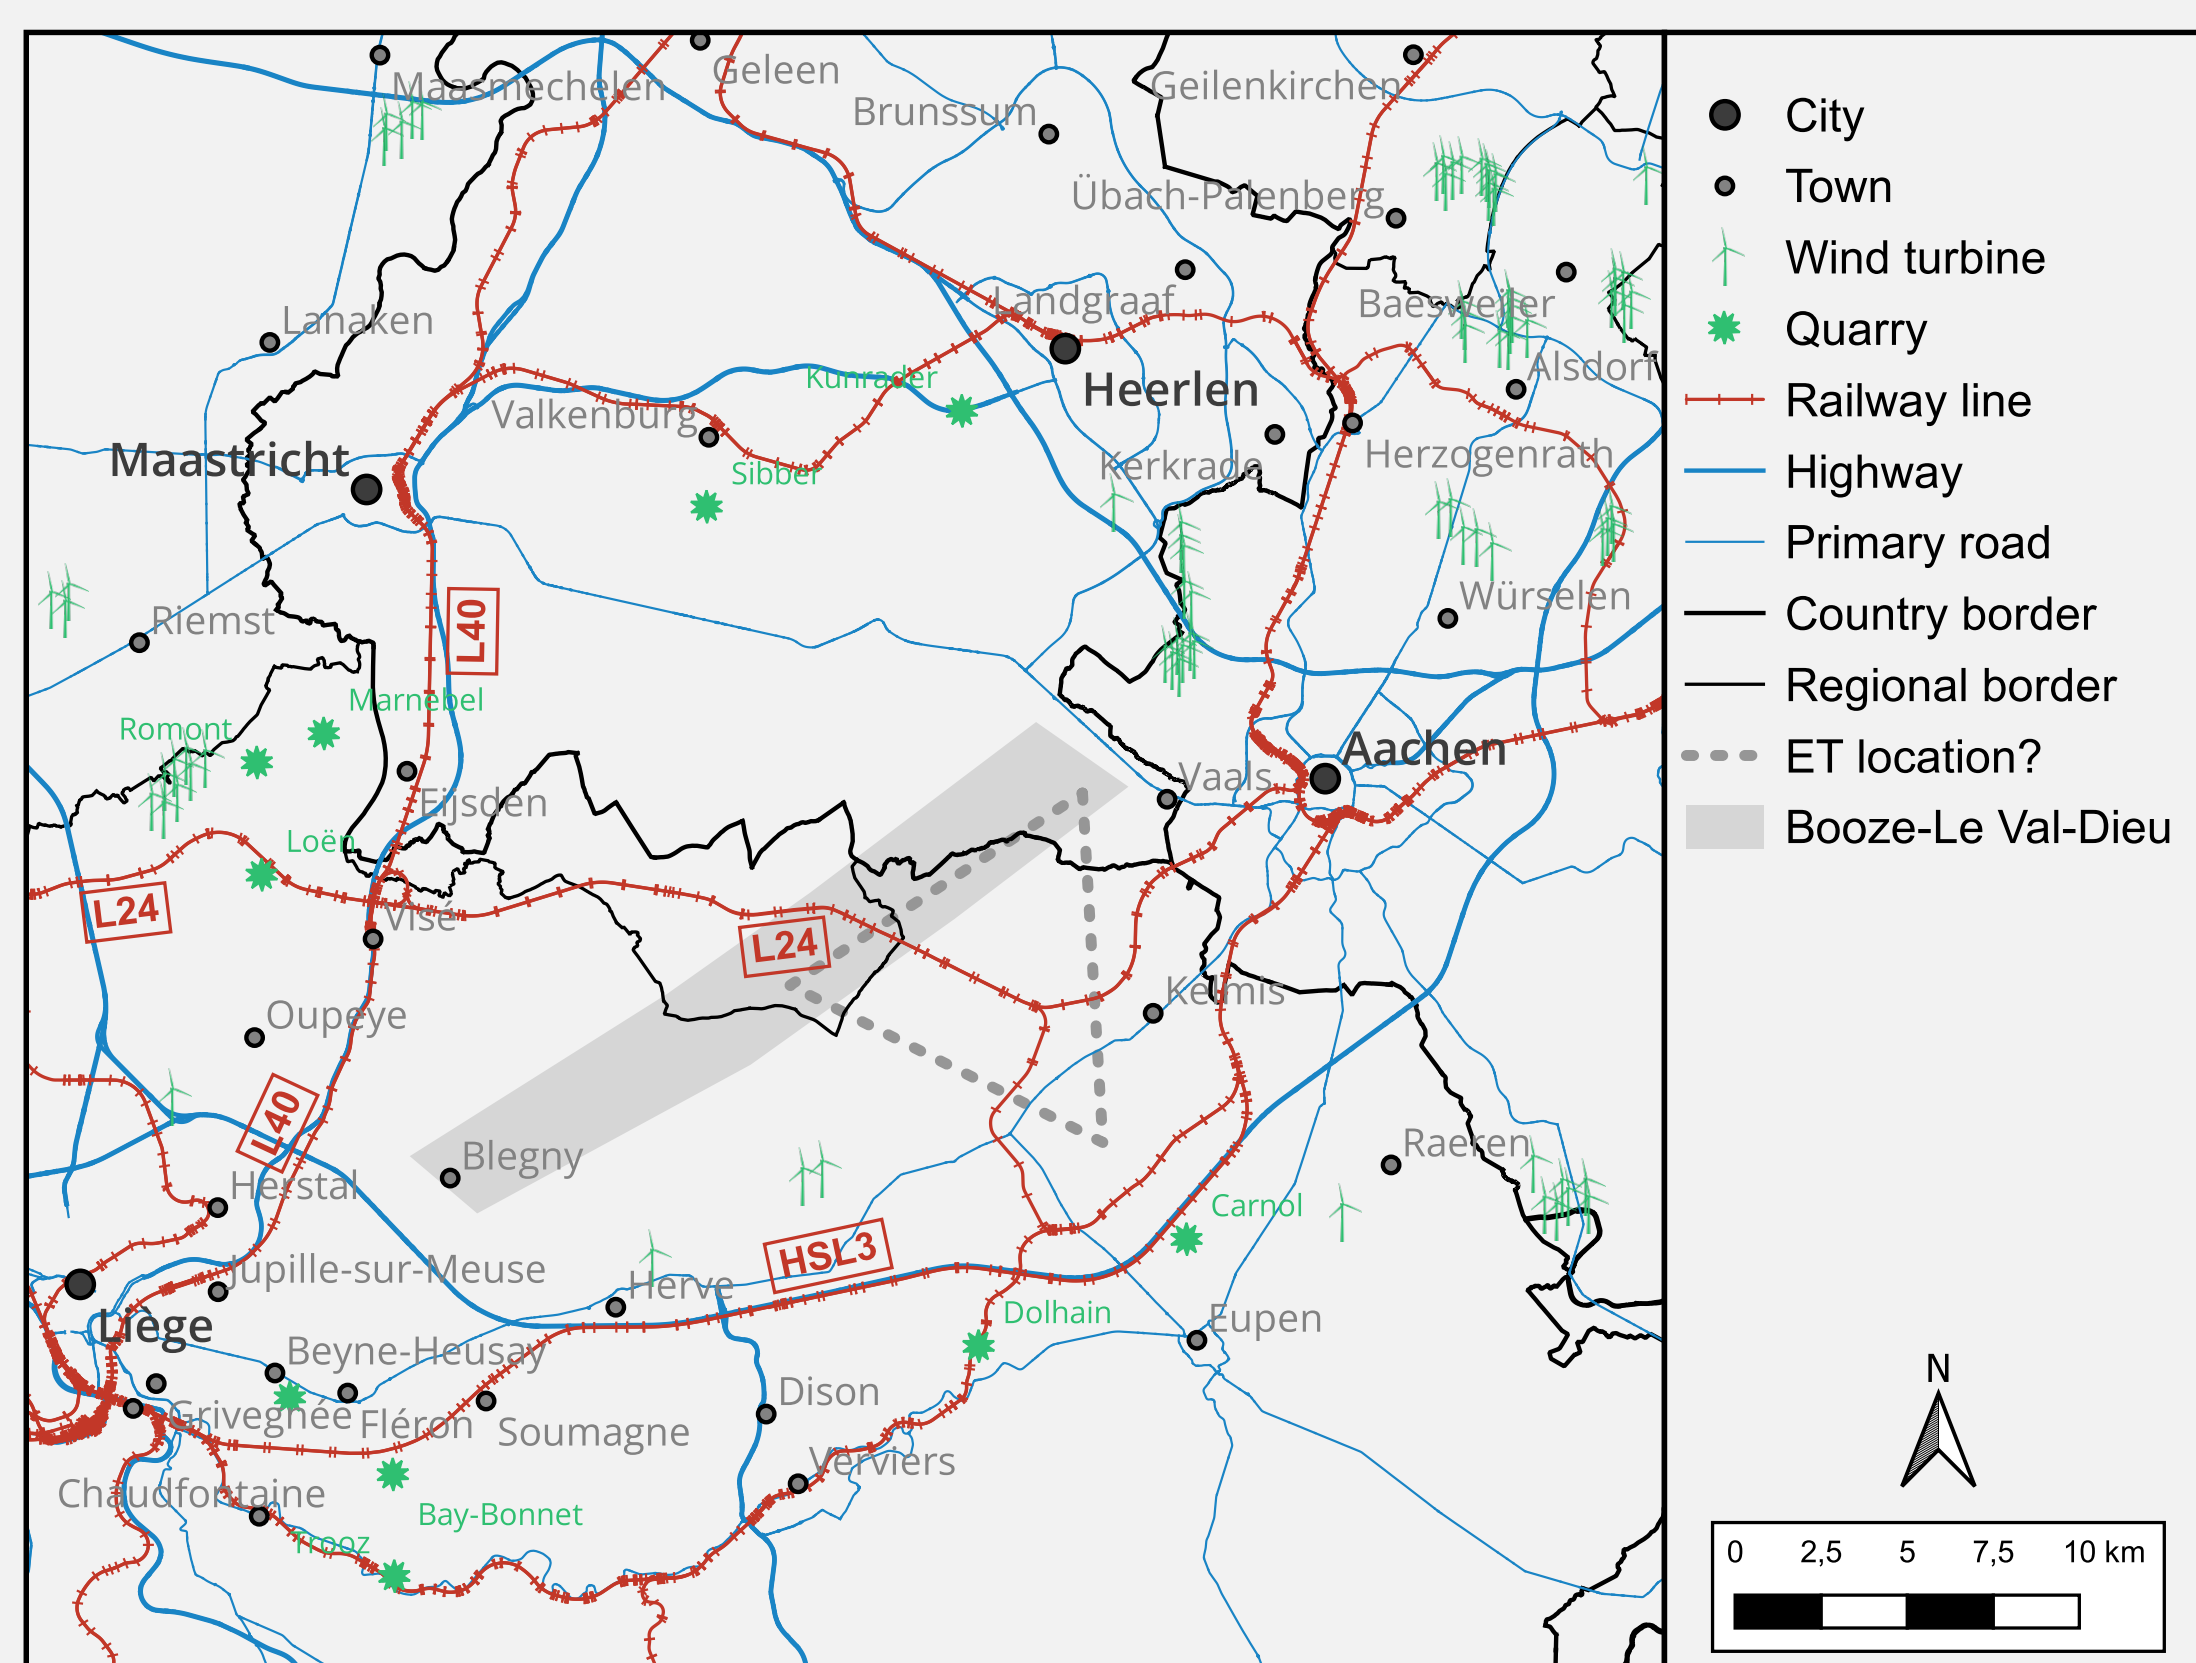 Maasmechelen
Geleen
Brunssum
Geilenkirchen
Übach-Palenberg
Lanaken
Landgraaf
Baesweiler
Kunrader
Heerlen
Alsdorf
Valkenburg
Maastricht
Sibber
Kerkrade
Herzogenrath
Riemst
L40
Würselen
Marnebel
Romont
Aachen
Vaals
Eijsden
Loën
L24
Visé
L24
Kelmis
Oupeye
L40
Blegny
Raeren
Herstal
Carnol
HSL3
Jupille-sur-Meuse
Herve
Liège
Dolhain
Eupen
Beyne-Heusay
Dison
Grivegnée
Fléron
Soumagne
Verviers
Chaudfontaine
Bay-Bonnet
Trooz
City
Town
Wind turbine
Quarry
Railway line
Highway
Primary road
Country border
Regional border
ET location?
Booze-Le Val-Dieu
N
0 2,5 5 7,5 10 km